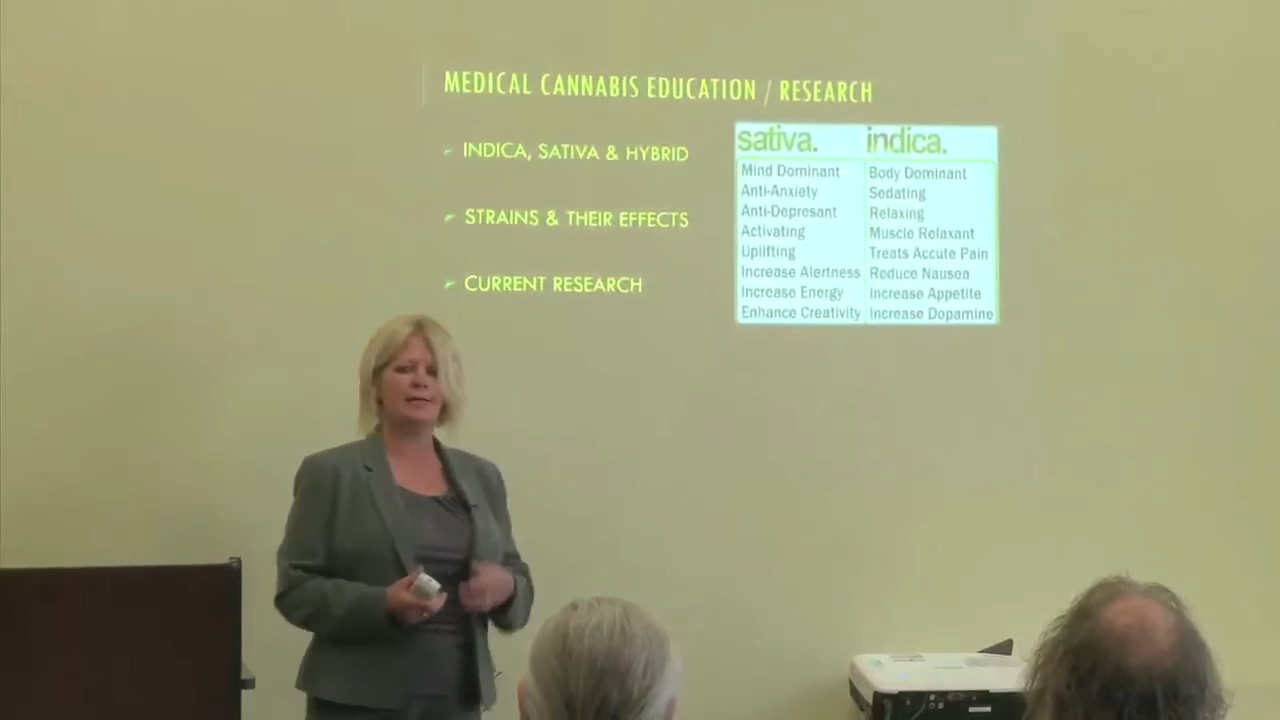 MEDICAL CANNABIS EDUCATION / RESEARCH
INDICA, SATIVA & HYBRID
STRAINS & THEIR EFFECTS
CURRENT RESEARCH
sativa. indica.
Mind Dominant Body Dominant
Anti-Anxiety Sedating
Anti-Depresant Relaxing
Activating Muscle Relaxant
Uplifting Treats Accute Pain
Increase Alertness Reduce Nausea
Increase Energy Increase Appetite
Enhance Creativity Increase Dopamine